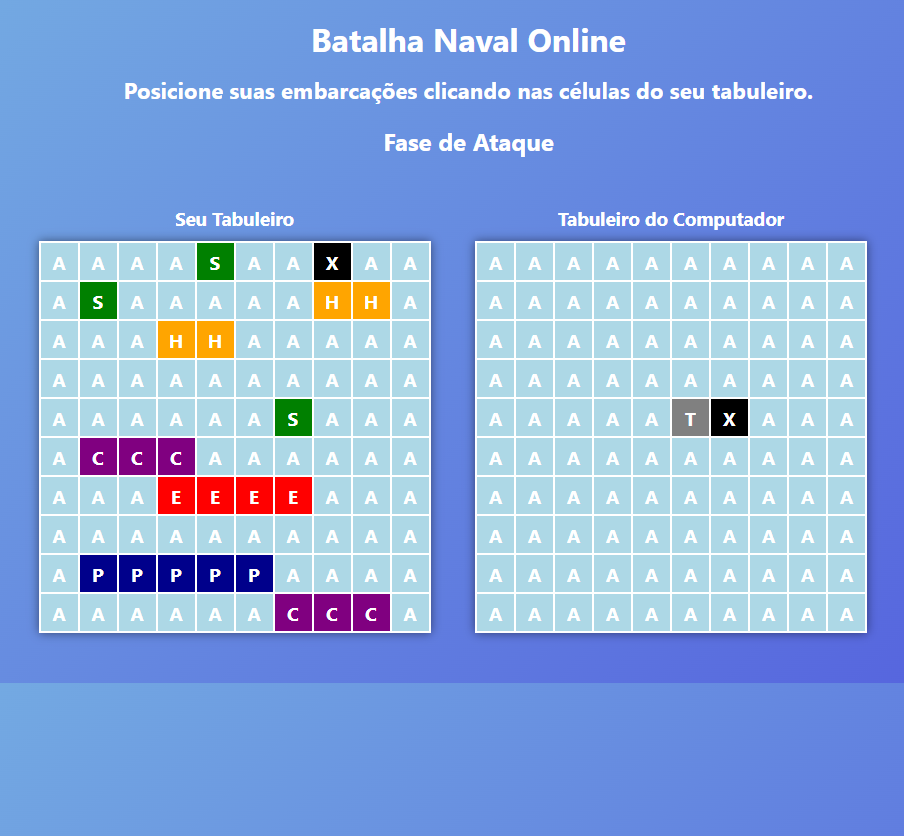 Batalha Naval Online
Posicione suas embarcações clicando nas células do seu tabuleiro.
Fase de Ataque
Seu Tabuleiro
A A A A S A A X A A
A S A A A A A H H A
A A A H H A A A A A
A A A A A A A A A A
A A A A A A S A A A
A C C C A A A A A A
A A A E E E E A A A
A A A A A A A A A A
A P P P P P A A A A
A A A A A A C C C A
Tabuleiro do Computador
A A A A A A A A A A
A A A A A A A A A A
A A A A A A A A A A
A A A A A A A A A A
A A A A A T X A A A
A A A A A A A A A A
A A A A A A A A A A
A A A A A A A A A A
A A A A A A A A A A
A A A A A A A A A A